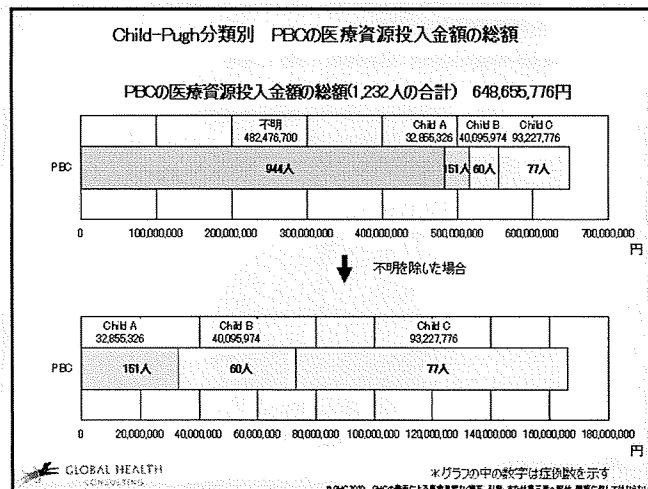 Child-Pugh分類別 PBCの医療資源投入金額の総額
PBCの医療資源投入金額の総額(1,232人の合計) 648,655,776円
不明 Child A Child B Child C
482,476,700 32,855,326 40,095,974 93,227,776
PBC 944人 151人 60人 77人
0 100,000,000 200,000,000 300,000,000 400,000,000 500,000,000 600,000,000 700,000,000
円
不明を除いた場合
Child A Child B Child C
32,855,326 40,095,974 93,227,776
PBC 151人 60人 77人
0 20,000,000 40,000,000 60,000,000 80,000,000 100,000,000 120,000,000 140,000,000 160,000,000 180,000,000
円
GLOBAL HEALTH
CONSULTING
*グラフの中の数字は症例数を示す